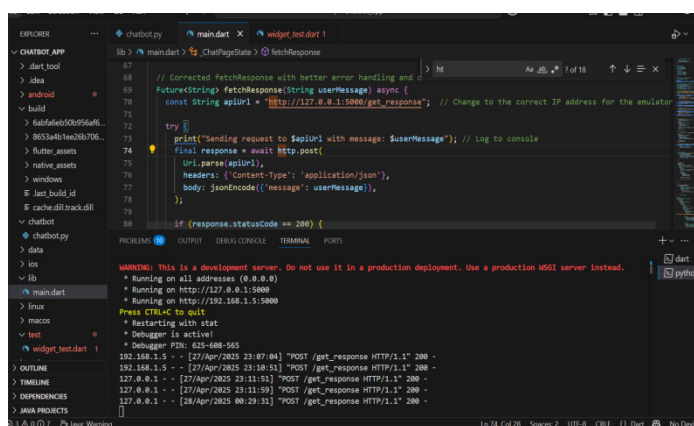 EXPLORER ...
chatbot.py
main.dart X
widget_test.dart 1
CHATBOT_APP
lib > main.dart > _ChatPageState > fetchResponse
> .dart_tool
> .idea
> android
> build
> 6abfa6eb50b956af6...
> 8653a4b1ee26b706...
> flutter_assets
> native_assets
> windows
.last_build_id
cache.dill.track.dill
chatbot
chatbot.py
> data
> ios
lib
main.dart
> linux
> macos
test
widget_test.dart 1
> OUTLINE
> TIMELINE
> DEPENDENCIES
> JAVA PROJECTS
ht
Aa ab .* ? of 18
67
68 // Corrected fetchResponse with better error handling and
69 Future<String> fetchResponse(String userMessage) async {
70 const String apiUrl = "http://127.0.0.1:5000/get_response"; // Change to the correct IP address for the emulator
71
72 try {
73 print("Sending request to $apiUrl with message: $userMessage"); // Log to console
74 final response = await http.post(
75 Uri.parse(apiUrl),
76 headers: {'Content-Type': 'application/json'},
77 body: jsonEncode({'message': userMessage}),
78 );
79
80 if (response.statusCode == 200) {
PROBLEMS 10 OUTPUT DEBUG CONSOLE TERMINAL PORTS
WARNING: This is a development server. Do not use it in a production deployment. Use a production WSGI server instead.
* Running on all addresses (0.0.0.0)
* Running on http://127.0.0.1:5000
* Running on http://192.168.1.5:5000
Press CTRL+C to quit
* Restarting with stat
* Debugger is active!
* Debugger PIN: 625-608-565
192.168.1.5 - - [27/Apr/2025 23:07:04] "POST /get_response HTTP/1.1" 200 -
192.168.1.5 - - [27/Apr/2025 23:10:51] "POST /get_response HTTP/1.1" 200 -
127.0.0.1 - - [27/Apr/2025 23:11:51] "POST /get_response HTTP/1.1" 200 -
127.0.0.1 - - [27/Apr/2025 23:11:59] "POST /get_response HTTP/1.1" 200 -
127.0.0.1 - - [28/Apr/2025 00:29:31] "POST /get_response HTTP/1.1" 200 -
dart
pytho
Java: Warning
Ln 74, Col 28 Spaces: 2 UTF-8 CRLF {} Dart No Dev